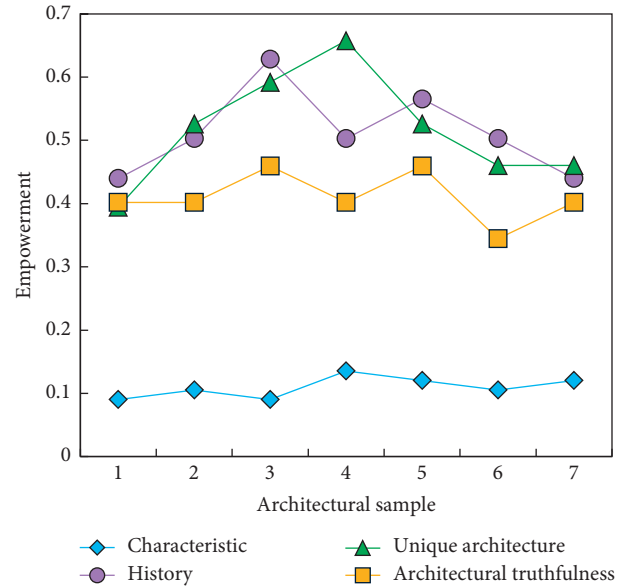 0.7
0.6
0.5
0.4
0.3
0.2
0.1
0
Empowerment
1 2 3 4 5 6 7
Architectural sample
Characteristic
Unique architecture
History
Architectural truthfulness